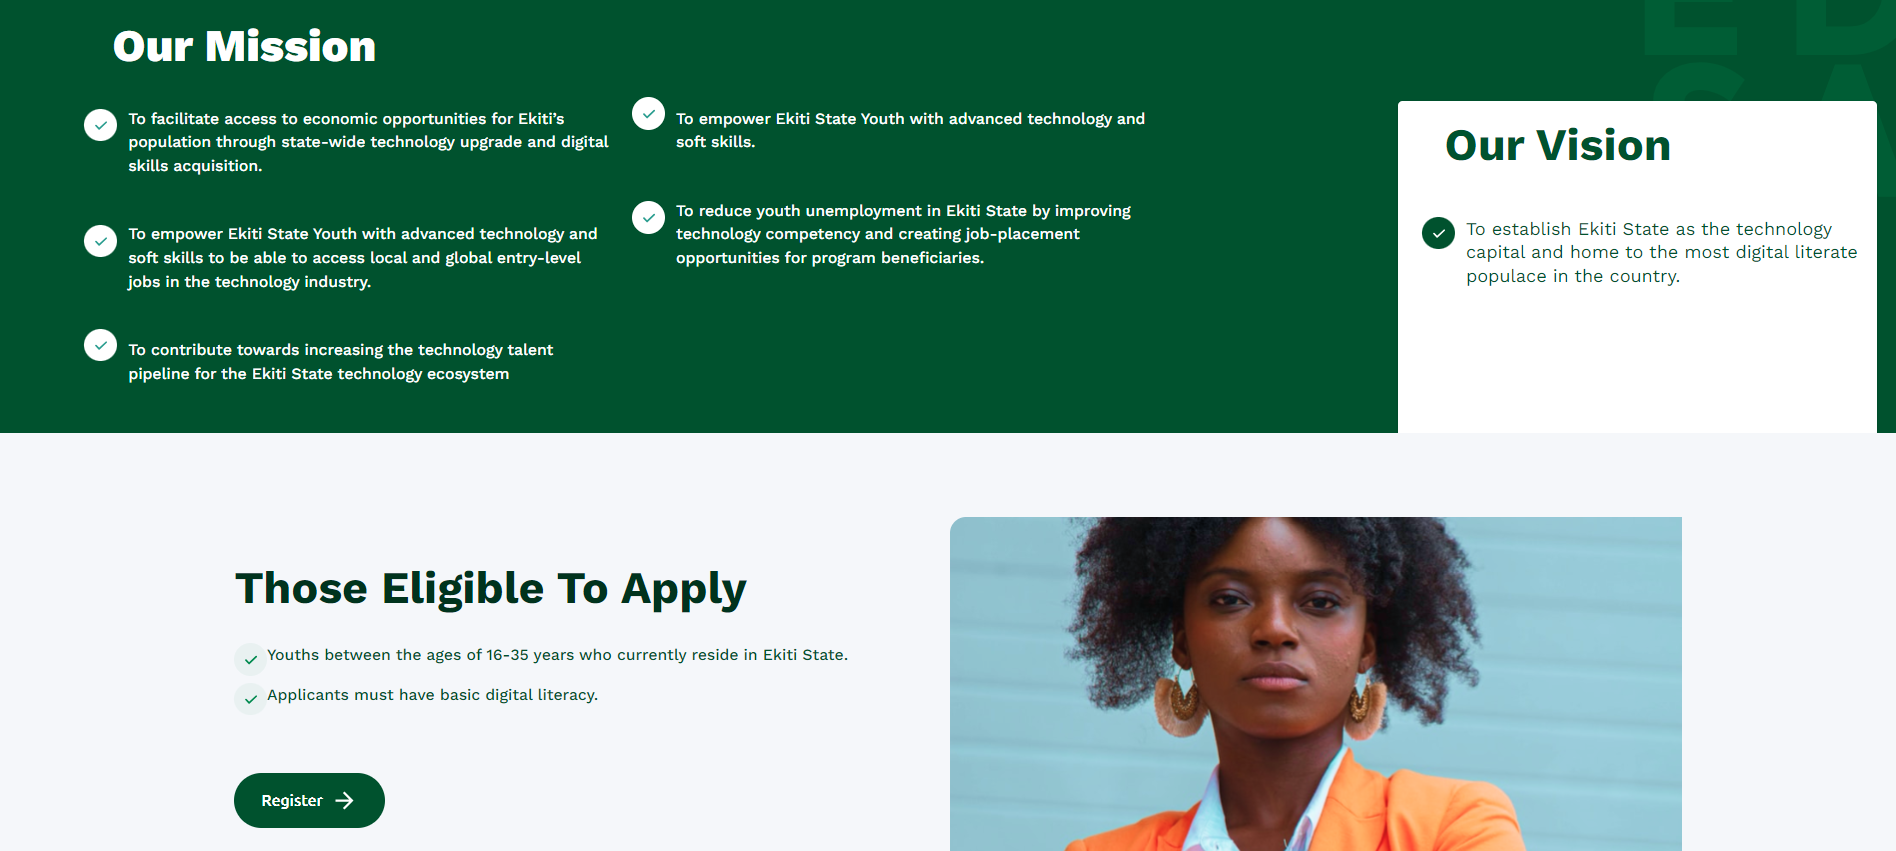 E D
S A
Our Mission
To facilitate access to economic opportunities for Ekiti’s
population through state-wide technology upgrade and digital
skills acquisition.
To empower Ekiti State Youth with advanced technology and
soft skills to be able to access local and global entry-level
jobs in the technology industry.
To contribute towards increasing the technology talent
pipeline for the Ekiti State technology ecosystem
To empower Ekiti State Youth with advanced technology and
soft skills.
To reduce youth unemployment in Ekiti State by improving
technology competency and creating job-placement
opportunities for program beneficiaries.
Our Vision
To establish Ekiti State as the technology
capital and home to the most digital literate
populace in the country.
Those Eligible To Apply
Youths between the ages of 16-35 years who currently reside in Ekiti State.
Applicants must have basic digital literacy.
Register